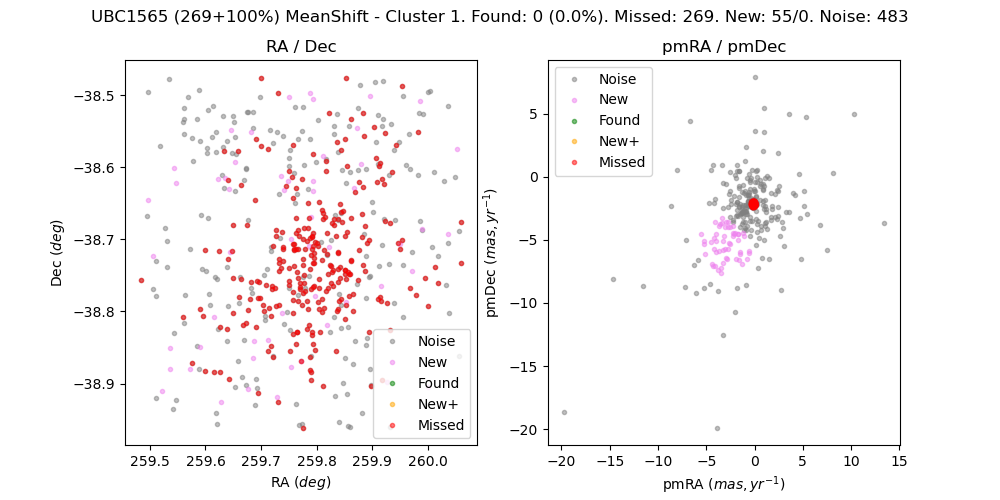 UBC1565 (269+100%) MeanShift - Cluster 1. Found: 0 (0.0%). Missed: 269. New: 55/0. Noise: 483
RA / Dec
−38.5
−38.6
−38.7
−38.8
−38.9
Dec (deg)
Noise
New
Found
New+
Missed
259.5 259.6 259.7 259.8 259.9 260.0
RA (deg)
pmRA / pmDec
Noise
New
Found
New+
Missed
5
0
−5
−10
−15
−20
pmDec (mas, yr⁻¹)
−20 −15 −10 −5 0 5 10 15
pmRA (mas, yr⁻¹)